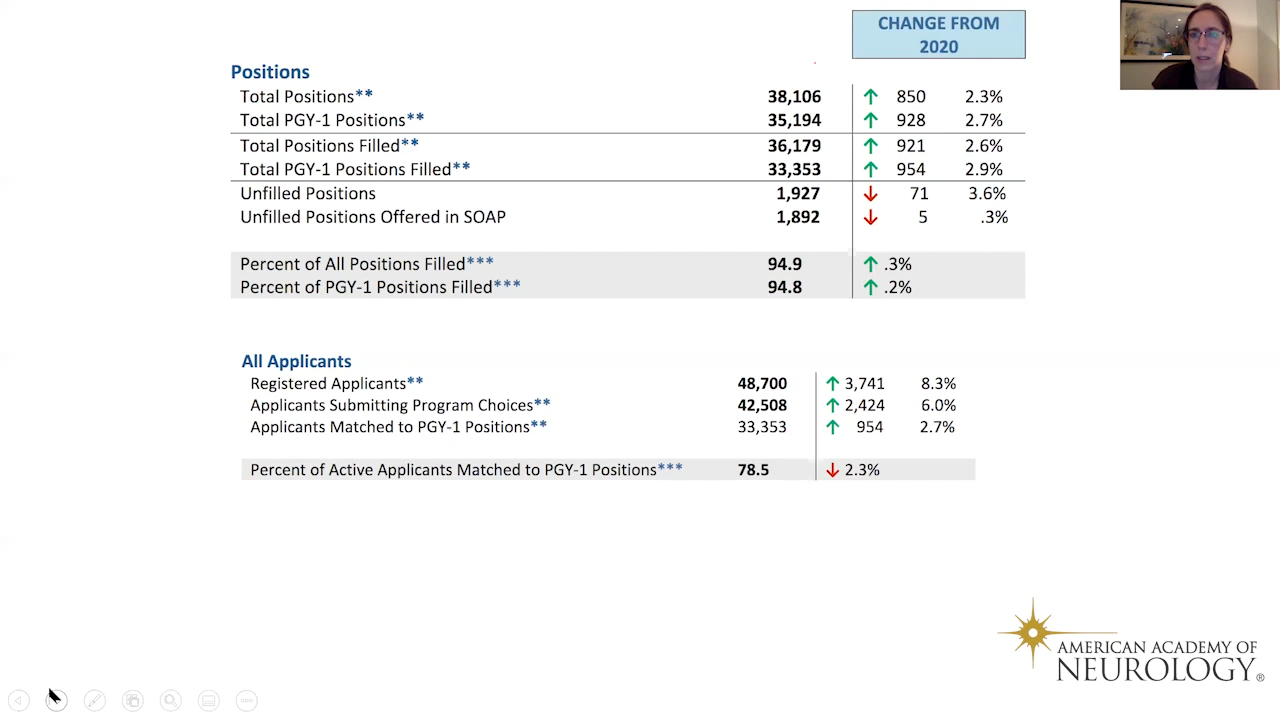 CHANGE FROM
2020
Positions
Total Positions** 38,106 ↑ 850 2.3%
Total PGY-1 Positions** 35,194 ↑ 928 2.7%
Total Positions Filled** 36,179 ↑ 921 2.6%
Total PGY-1 Positions Filled** 33,353 ↑ 954 2.9%
Unfilled Positions 1,927 ↓ 71 3.6%
Unfilled Positions Offered in SOAP 1,892 ↓ 5 .3%
Percent of All Positions Filled*** 94.9 ↑ .3%
Percent of PGY-1 Positions Filled*** 94.8 ↑ .2%
All Applicants
Registered Applicants** 48,700 ↑ 3,741 8.3%
Applicants Submitting Program Choices** 42,508 ↑ 2,424 6.0%
Applicants Matched to PGY-1 Positions** 33,353 ↑ 954 2.7%
Percent of Active Applicants Matched to PGY-1 Positions*** 78.5 ↓ 2.3%
AMERICAN ACADEMY OF
NEUROLOGY®